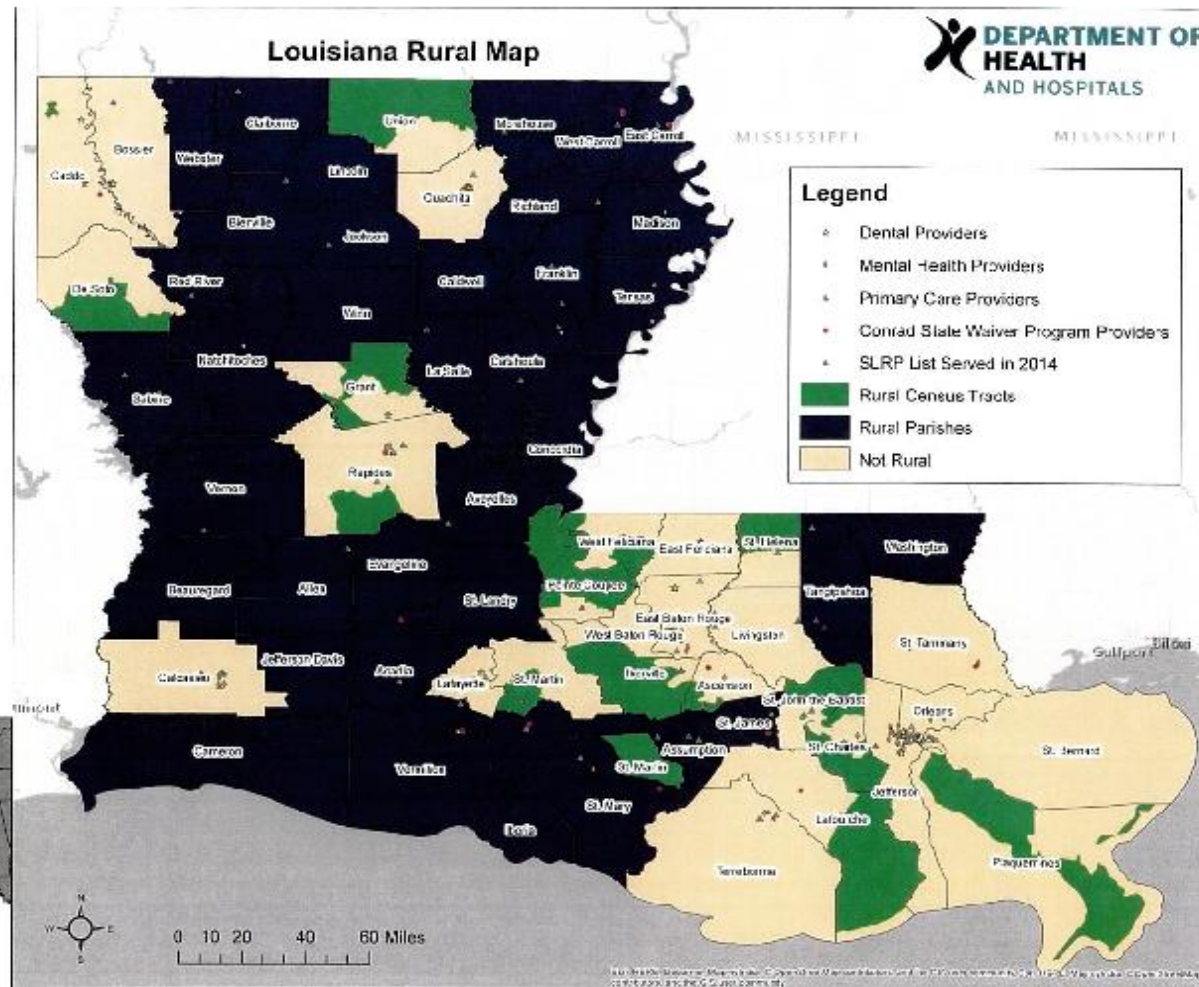 Louisiana Rural Map
DEPARTMENT OF
HEALTH
AND HOSPITALS
MISSISSIPPI
MISSISSIPPI
Legend
Dental Providers
Mental Health Providers
Primary Care Providers
Conrad State Waiver Program Providers
SLRP List Served in 2014
Rural Census Tracts
Rural Parishes
Not Rural
Claiborne
Union
Morehouse
West Carroll
East Carroll
Bossier
Webster
Caddo
Lincoln
Ouachita
Richland
Madison
Bienville
Jackson
De Soto
Red River
Caldwell
Franklin
Tensas
Winn
Natchitoches
Grant
La Salle
Catahoula
Sabine
Concordia
Rapides
Vernon
Avoyelles
West Feliciana
East Feliciana
St. Helena
Washington
Evangeline
Beauregard
Allen
St. Landry
Pointe Coupee
Tangipahoa
East Baton Rouge
West Baton Rouge
Livingston
St. Tammany
Gulfport
Biloxi
Jefferson Davis
Acadia
Calcasieu
Lafayette
St. Martin
Iberville
Ascension
St. John the Baptist
Orleans
St. James
St. Charles
St. Bernard
Cameron
Vermilion
Assumption
St. Martin
Jefferson
St. Mary
Lafourche
Iberia
Terrebonne
Plaquemines
N
W
E
S
0 10 20 40 60 Miles